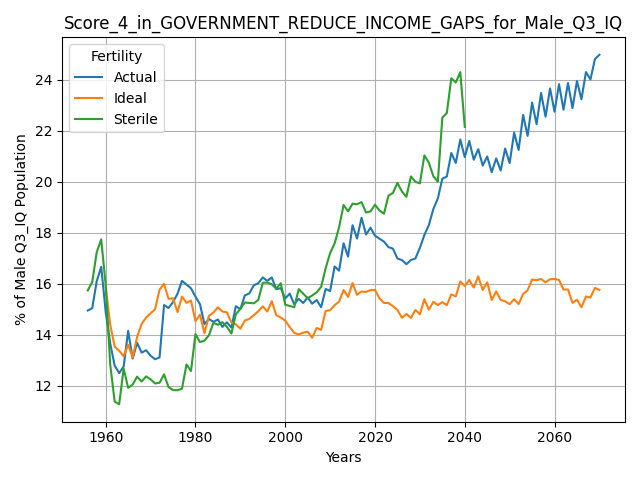 Score_4_in_GOVERNMENT_REDUCE_INCOME_GAPS_for_Male_Q3_IQ
Fertility
Actual
Ideal
Sterile
% of Male Q3_IQ Population
24
22
20
18
16
14
12
1960 1980 2000 2020 2040 2060
Years